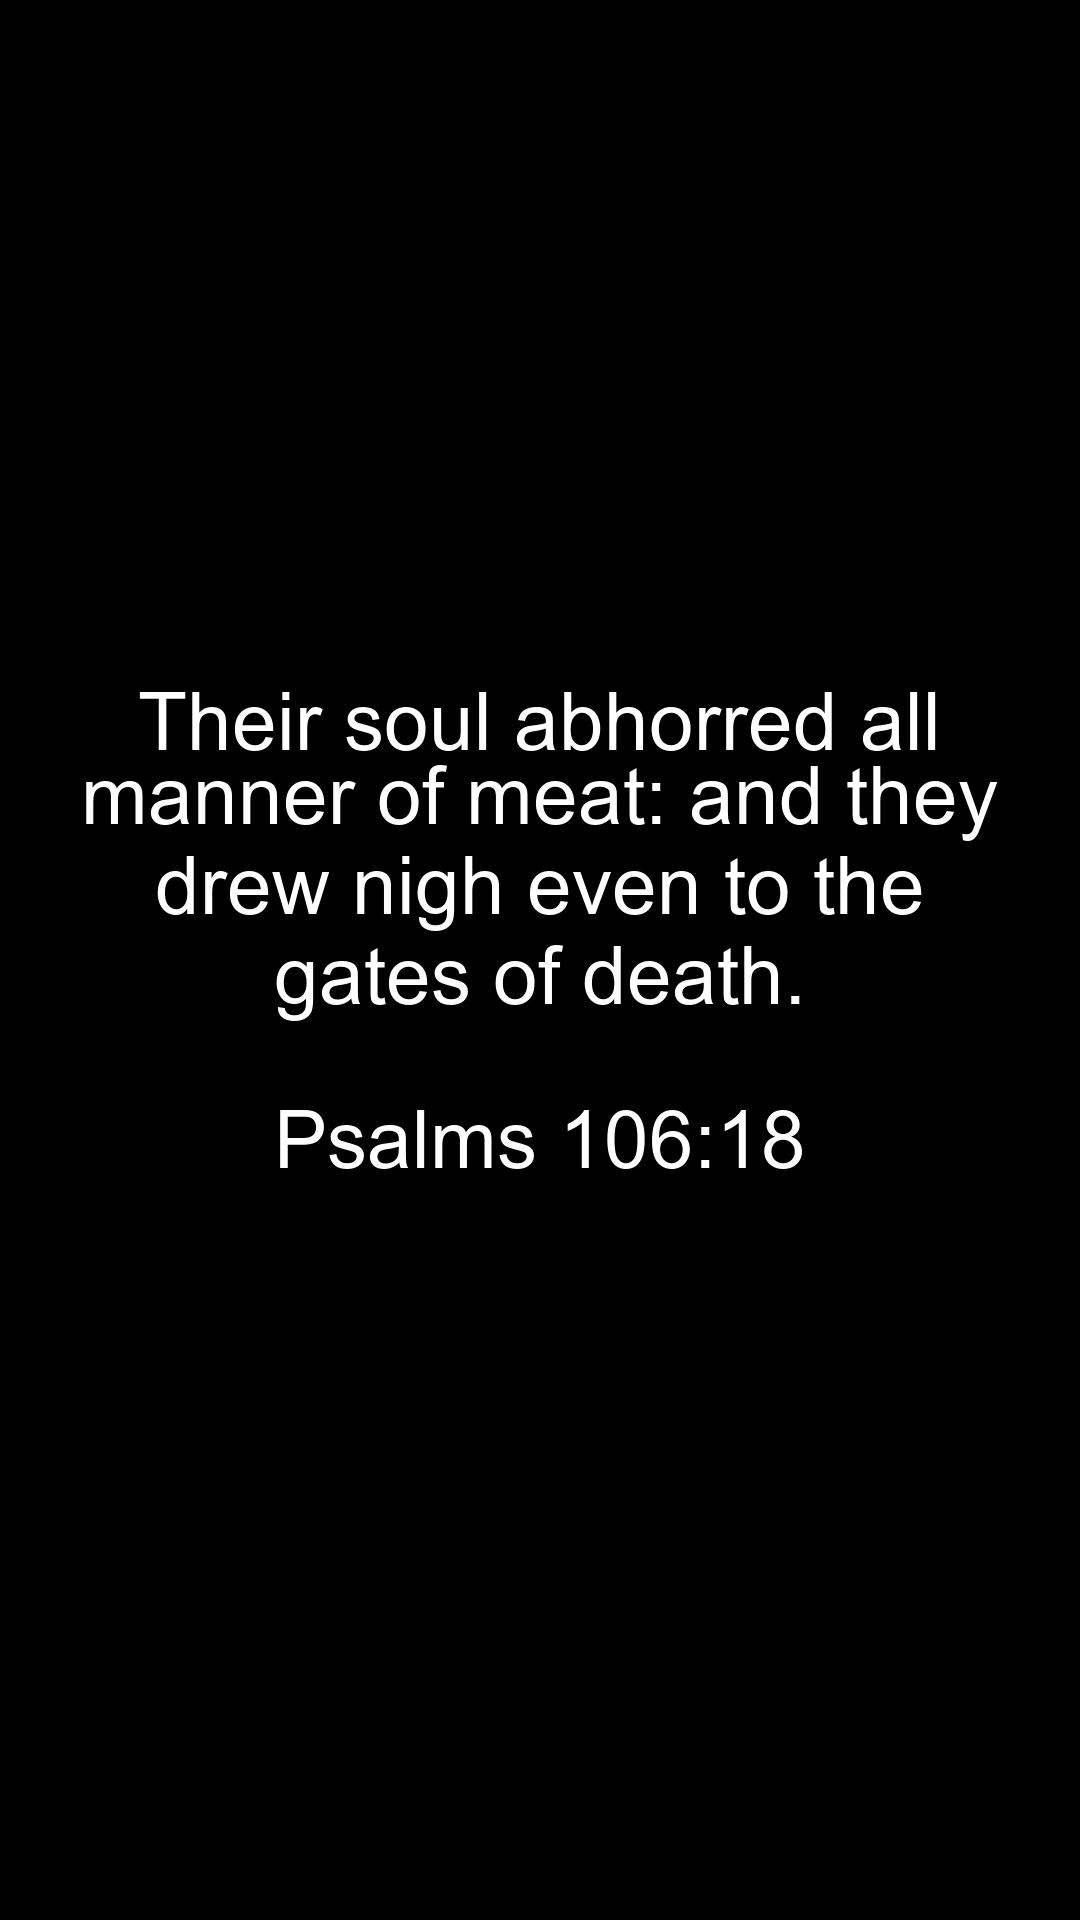 Their soul abhorred all
manner of meat: and they
drew nigh even to the
gates of death.
Psalms 106:18